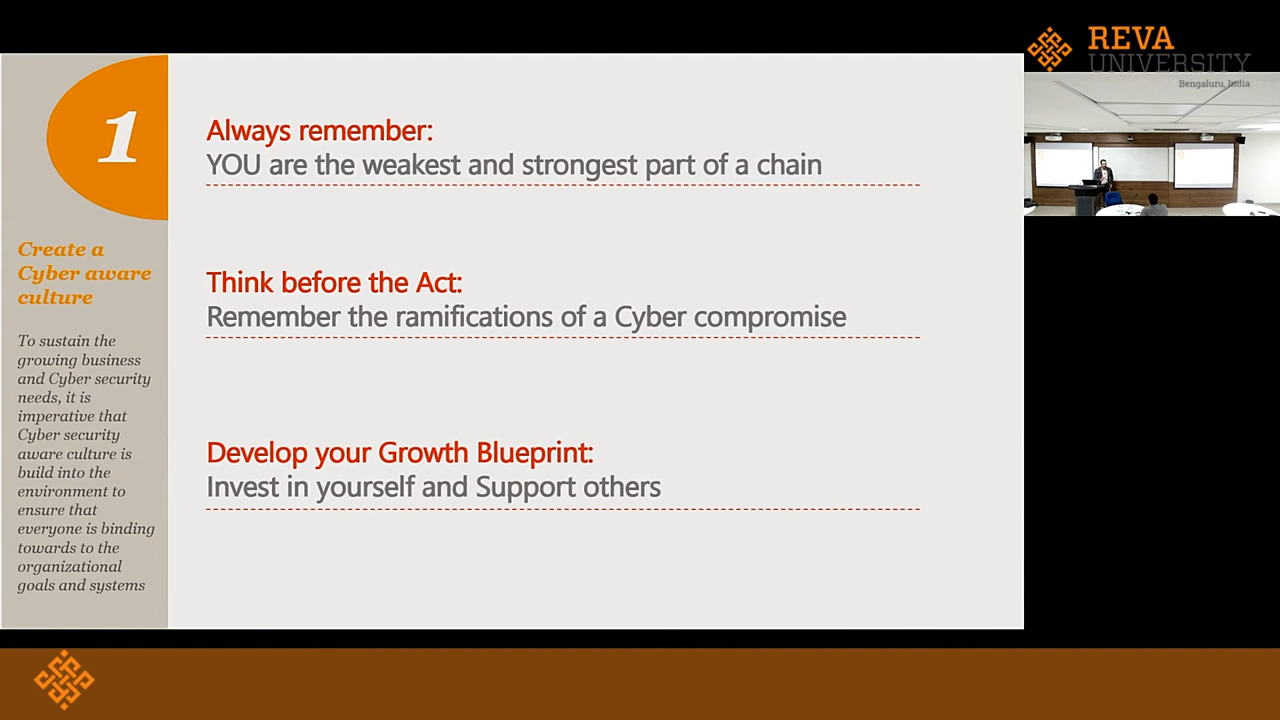 REVA
UNIVERSITY
Bengaluru, India
1
Create a
Cyber aware
culture
To sustain the
growing business
and Cyber security
needs, it is
imperative that
Cyber security
aware culture is
build into the
environment to
ensure that
everyone is binding
towards to the
organizational
goals and systems
Always remember:
YOU are the weakest and strongest part of a chain
Think before the Act:
Remember the ramifications of a Cyber compromise
Develop your Growth Blueprint:
Invest in yourself and Support others